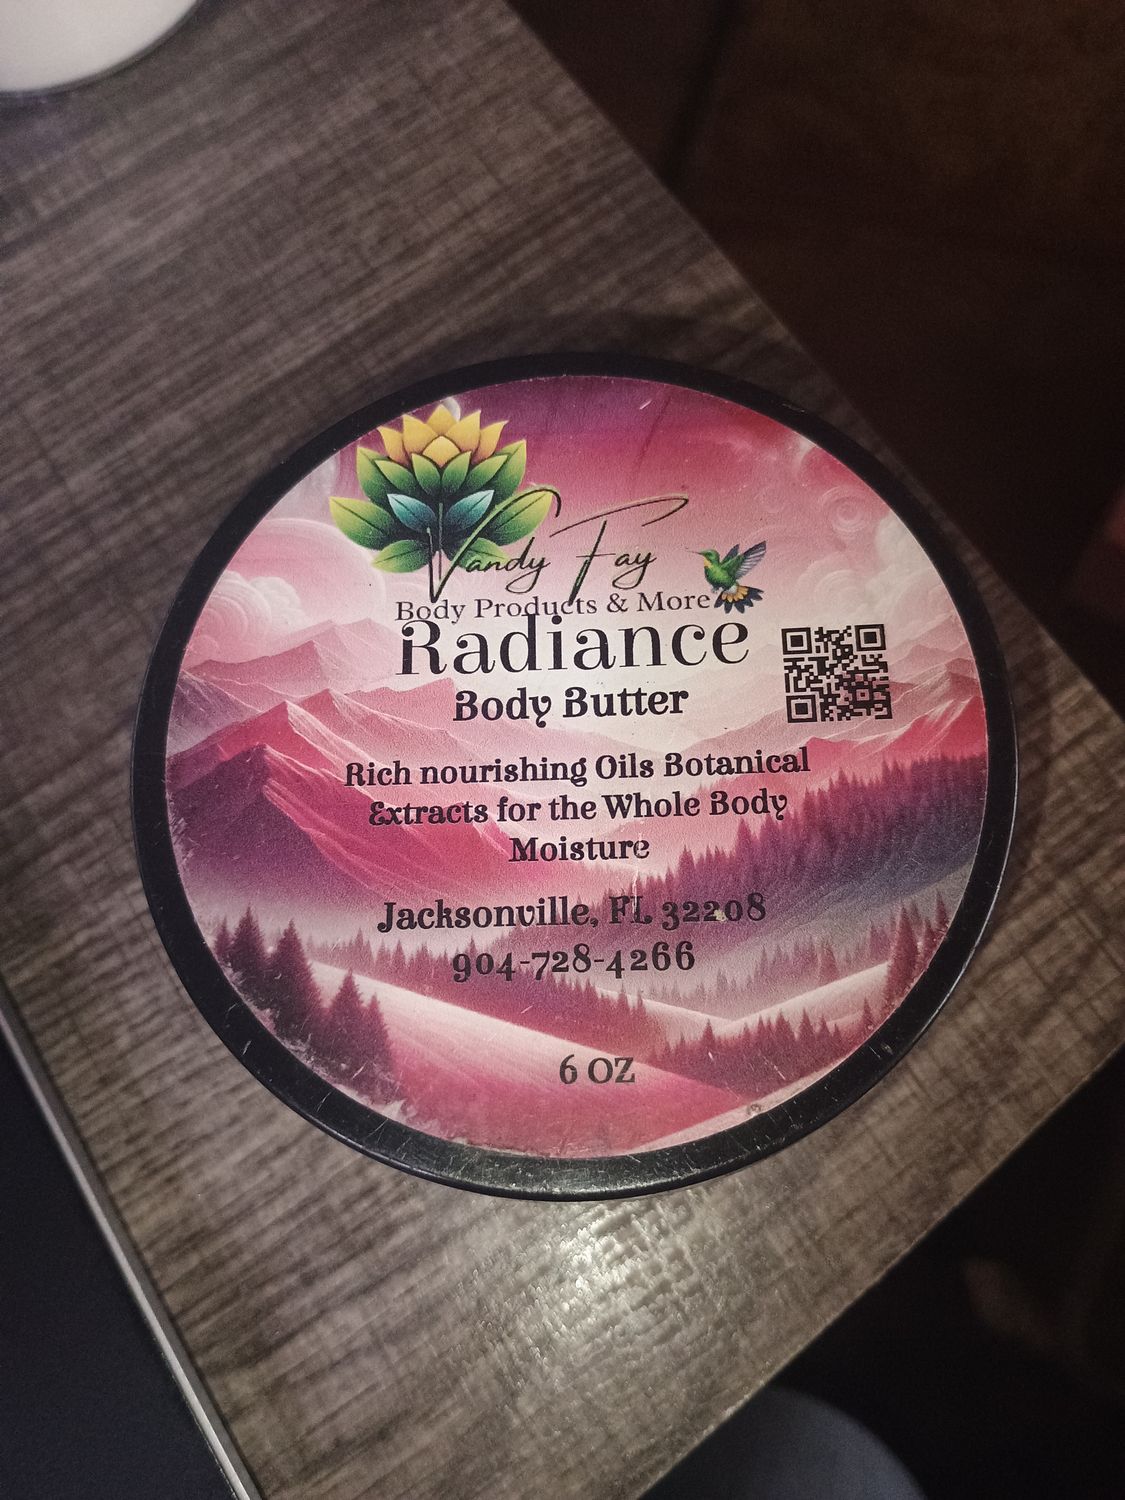 Vandy Fay
Body Products & More
Radiance
Body Butter
Rich nourishing Oils Botanical
Extracts for the Whole Body
Moisture
Jacksonville, FL 32208
904-728-4266
6 OZ